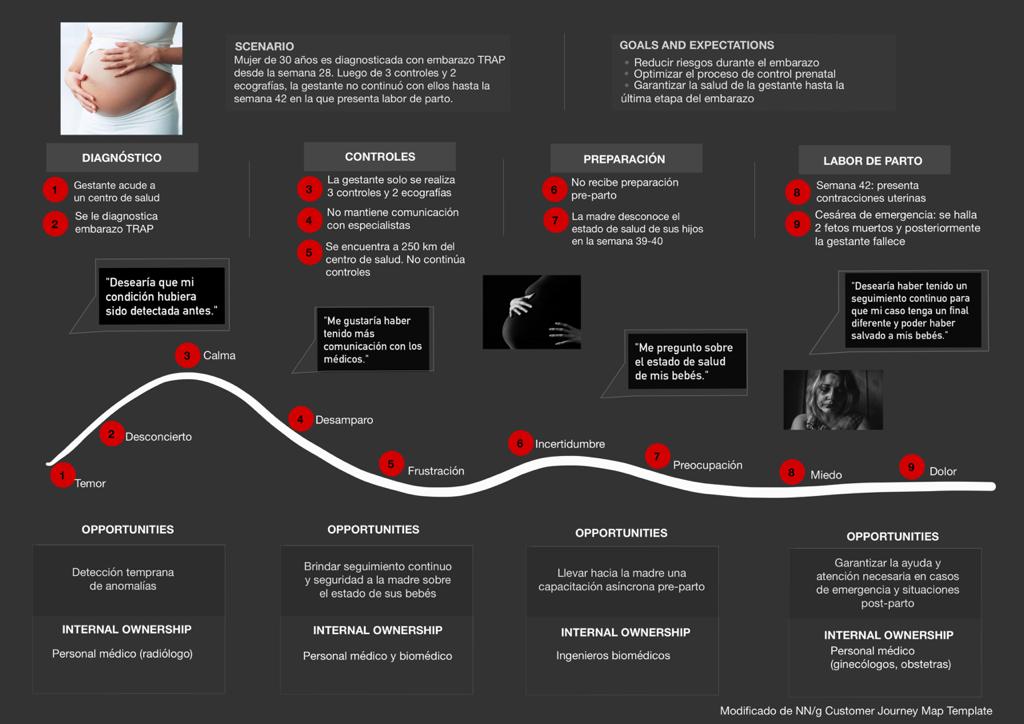 SCENARIO
Mujer de 30 años es diagnosticada con embarazo TRAP
desde la semana 28. Luego de 3 controles y 2
ecografías, la gestante no continuó con ellos hasta la
semana 42 en la que presenta labor de parto.
GOALS AND EXPECTATIONS
• Reducir riesgos durante el embarazo
• Optimizar el proceso de control prenatal
• Garantizar la salud de la gestante hasta la
última etapa del embarazo
DIAGNÓSTICO
1 Gestante acude a
un centro de salud
2 Se le diagnostica
embarazo TRAP
CONTROLES
3 La gestante solo se realiza
3 controles y 2 ecografías
4 No mantiene comunicación
con especialistas
5 Se encuentra a 250 km del
centro de salud. No continúa
controles
PREPARACIÓN
6 No recibe preparación
pre-parto
7 La madre desconoce el
estado de salud de sus hijos
en la semana 39-40
LABOR DE PARTO
8 Semana 42: presenta
contracciones uterinas
9 Cesárea de emergencia: se halla
2 fetos muertos y posteriormente
la gestante fallece
"Desearía que mi
condición hubiera
sido detectada antes."
"Me gustaría haber
tenido más
comunicación con los
médicos."
"Me pregunto sobre
el estado de salud
de mis bebés."
"Desearía haber tenido un
seguimiento continuo para
que mi caso tenga un final
diferente y poder haber
salvado a mis bebés."
1 Temor
2 Desconcierto
3 Calma
4 Desamparo
5 Frustración
6 Incertidumbre
7 Preocupación
8 Miedo
9 Dolor
OPPORTUNITIES
Detección temprana
de anomalías
INTERNAL OWNERSHIP
Personal médico (radiólogo)
OPPORTUNITIES
Brindar seguimiento continuo
y seguridad a la madre sobre
el estado de sus bebés
INTERNAL OWNERSHIP
Personal médico y biomédico
OPPORTUNITIES
Llevar hacia la madre una
capacitación asíncrona pre-parto
INTERNAL OWNERSHIP
Ingenieros biomédicos
OPPORTUNITIES
Garantizar la ayuda y
atención necesaria en casos
de emergencia y situaciones
post-parto
INTERNAL OWNERSHIP
Personal médico
(ginecólogos, obstetras)
Modificado de NN/g Customer Journey Map Template